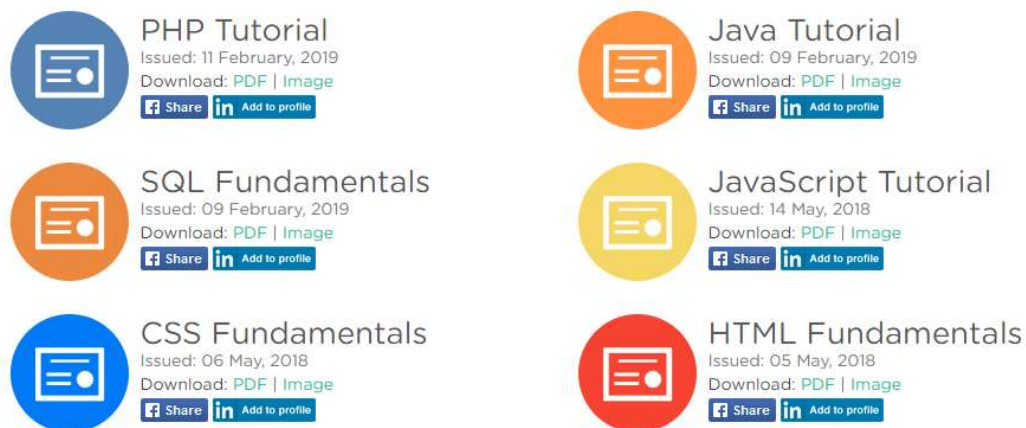 PHP Tutorial
Issued: 11 February, 2019
Download: PDF | Image
Share in Add to profile
Java Tutorial
Issued: 09 February, 2019
Download: PDF | Image
Share in Add to profile
SQL Fundamentals
Issued: 09 February, 2019
Download: PDF | Image
Share in Add to profile
JavaScript Tutorial
Issued: 14 May, 2018
Download: PDF | Image
Share in Add to profile
CSS Fundamentals
Issued: 06 May, 2018
Download: PDF | Image
Share in Add to profile
HTML Fundamentals
Issued: 05 May, 2018
Download: PDF | Image
Share in Add to profile